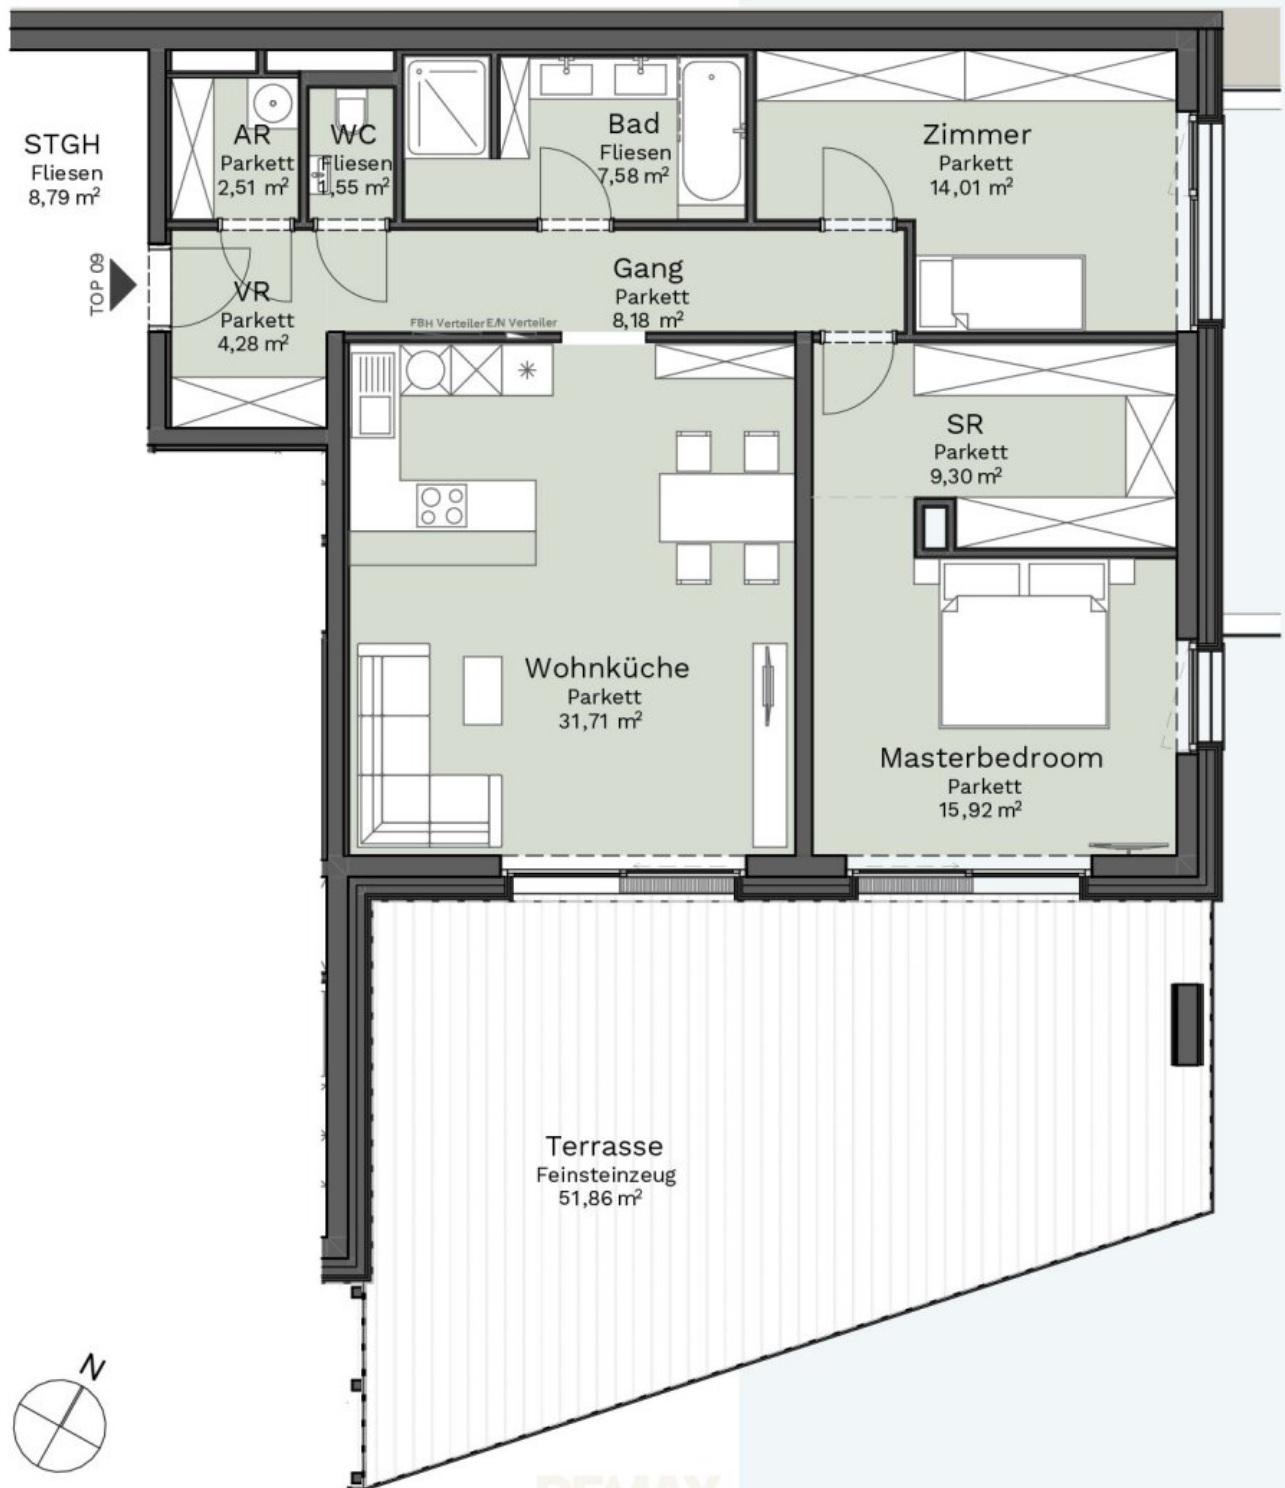 STGH
Fliesen
8,79 m²
AR
Parkett
2,51 m²
WC
Fliesen
1,55 m²
Bad
Fliesen
7,58 m²
Zimmer
Parkett
14,01 m²
TOP 09
VR
Parkett
4,28 m²
Gang
Parkett
8,18 m²
FBH Verteiler E/N Verteiler
SR
Parkett
9,30 m²
Wohnküche
Parkett
31,71 m²
Masterbedroom
Parkett
15,92 m²
Terrasse
Feinsteinzeug
51,86 m²
N